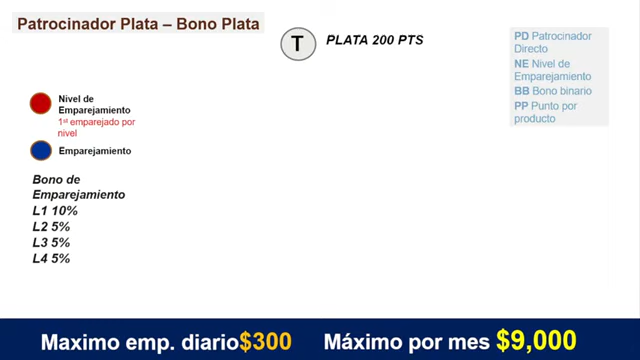 Patrocinador Plata – Bono Plata
T
PLATA 200 PTS
PD Patrocinador
Directo
NE Nivel de
Emparejamiento
BB Bono binario
PP Punto por
producto
Nivel de
Emparejamiento
1st emparejado por
nivel
Emparejamiento
Bono de
Emparejamiento
L1 10%
L2 5%
L3 5%
L4 5%
Maximo emp. diario$300
Máximo por mes $9,000